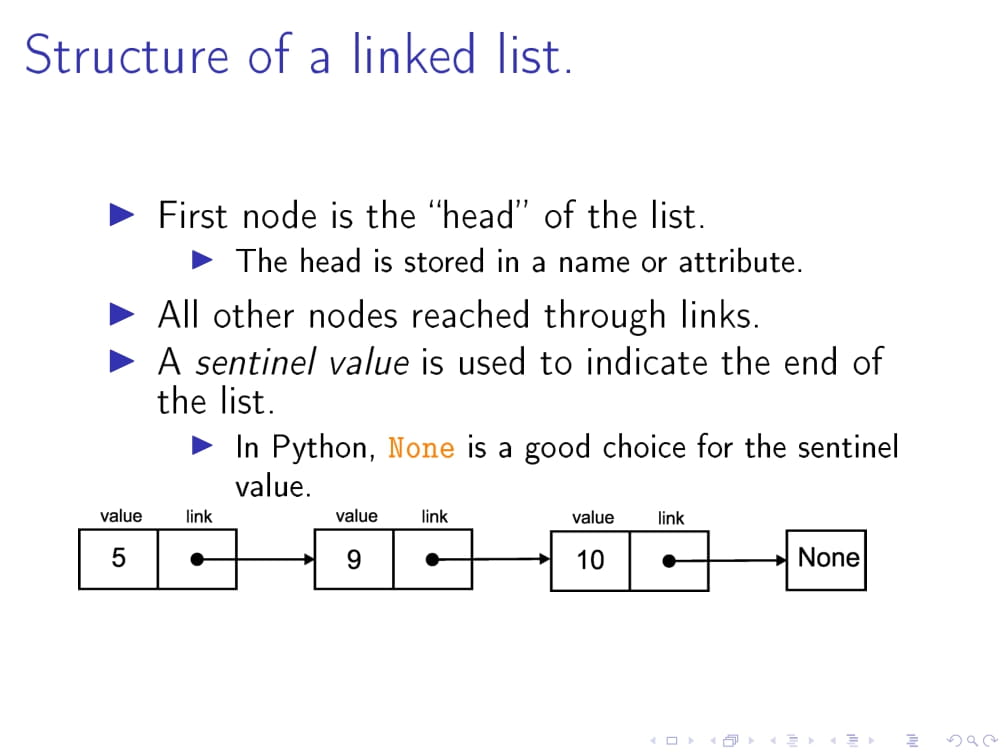 Structure of a linked list.
First node is the “head” of the list.
The head is stored in a name or attribute.
All other nodes reached through links.
A sentinel value is used to indicate the end of
the list.
In Python, None is a good choice for the sentinel
value.
value link value link value link
5 9 10 None